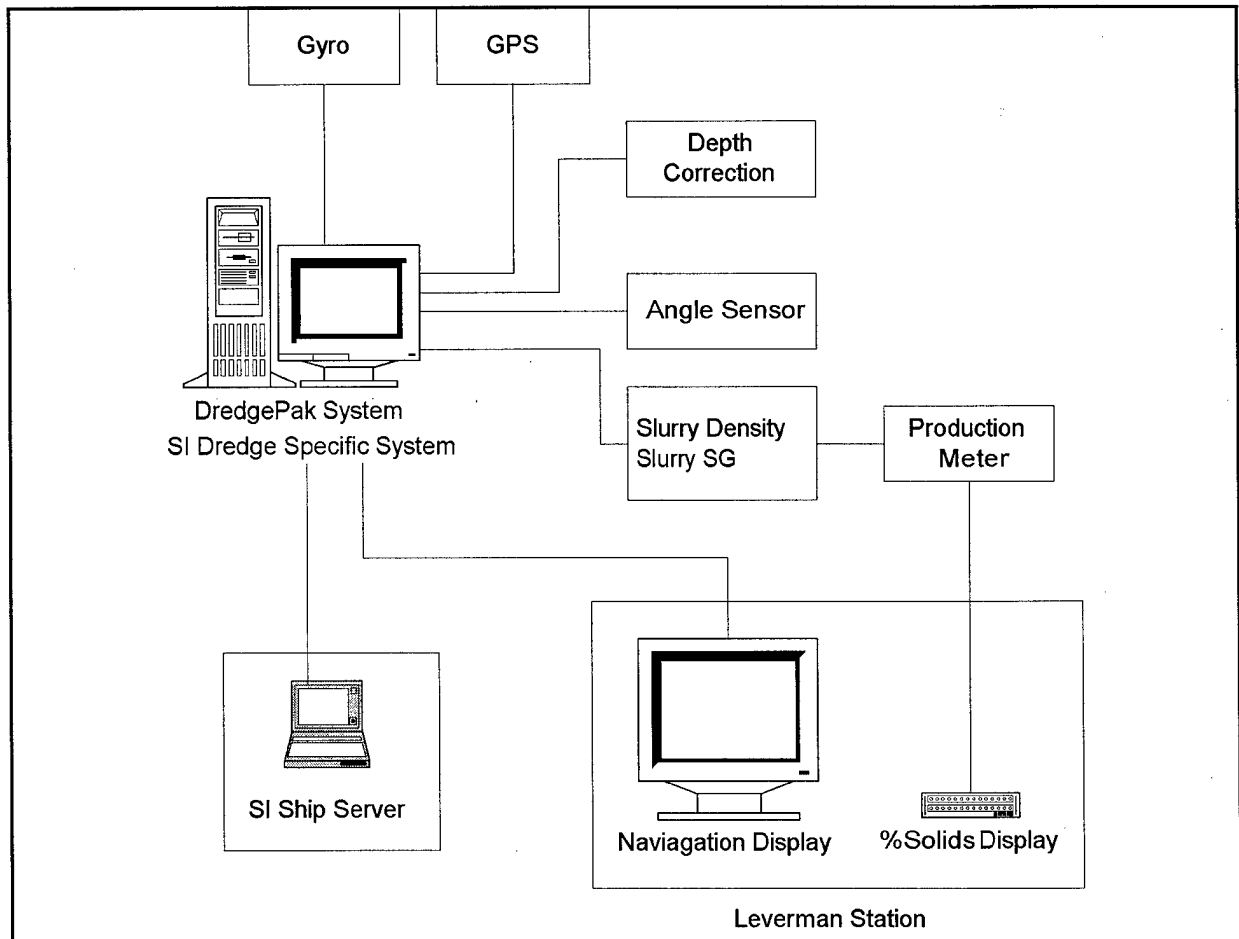 Gyro
GPS
Depth
Correction
Angle Sensor
DredgePak System
SI Dredge Specific System
Slurry Density
Slurry SG
Production
Meter
SI Ship Server
Naviagation Display
%Solids Display
Leverman Station